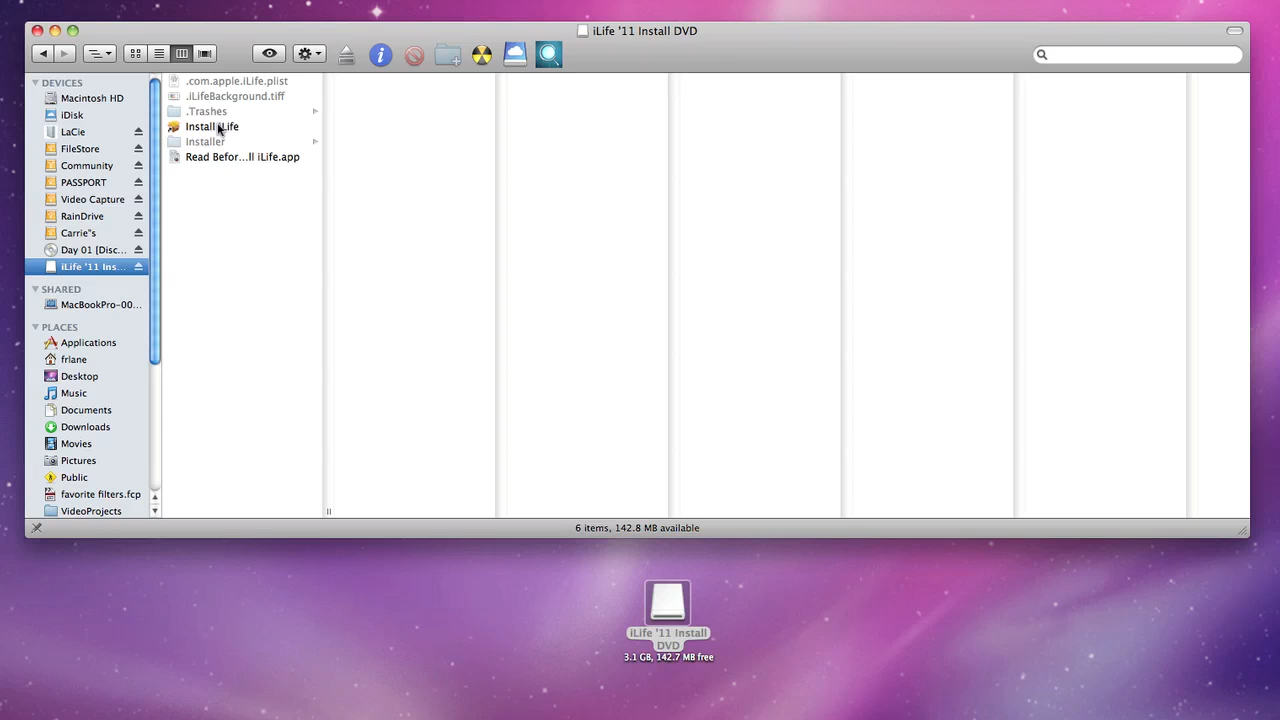 iLife '11 Install DVD
DEVICES
Macintosh HD
iDisk
LaCie
FileStore
Community
PASSPORT
Video Capture
RainDrive
Carrie"s
Day 01 [Disc...
iLife '11 Ins...
SHARED
MacBookPro-00...
PLACES
Applications
frlane
Desktop
Music
Documents
Downloads
Movies
Pictures
Public
favorite filters.fcp
VideoProjects
.com.apple.iLife.plist
.iLifeBackground.tiff
.Trashes
Install iLife
Installer
Read Befor...ll iLife.app
6 items, 142.8 MB available
iLife '11 Install
DVD
3.1 GB, 142.7 MB free